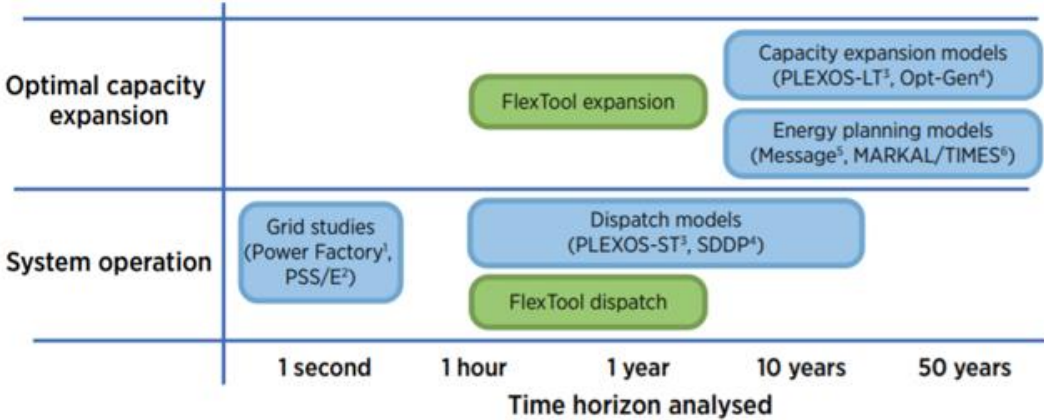 Optimal capacity
expansion
FlexTool expansion
Capacity expansion models
(PLEXOS-LT³, Opt-Gen⁴)
Energy planning models
(Message⁵, MARKAL/TIMES⁶)
System operation
Grid studies
(Power Factory¹,
PSS/E²)
Dispatch models
(PLEXOS-ST³, SDDP⁴)
FlexTool dispatch
1 second 1 hour 1 year 10 years 50 years
Time horizon analysed